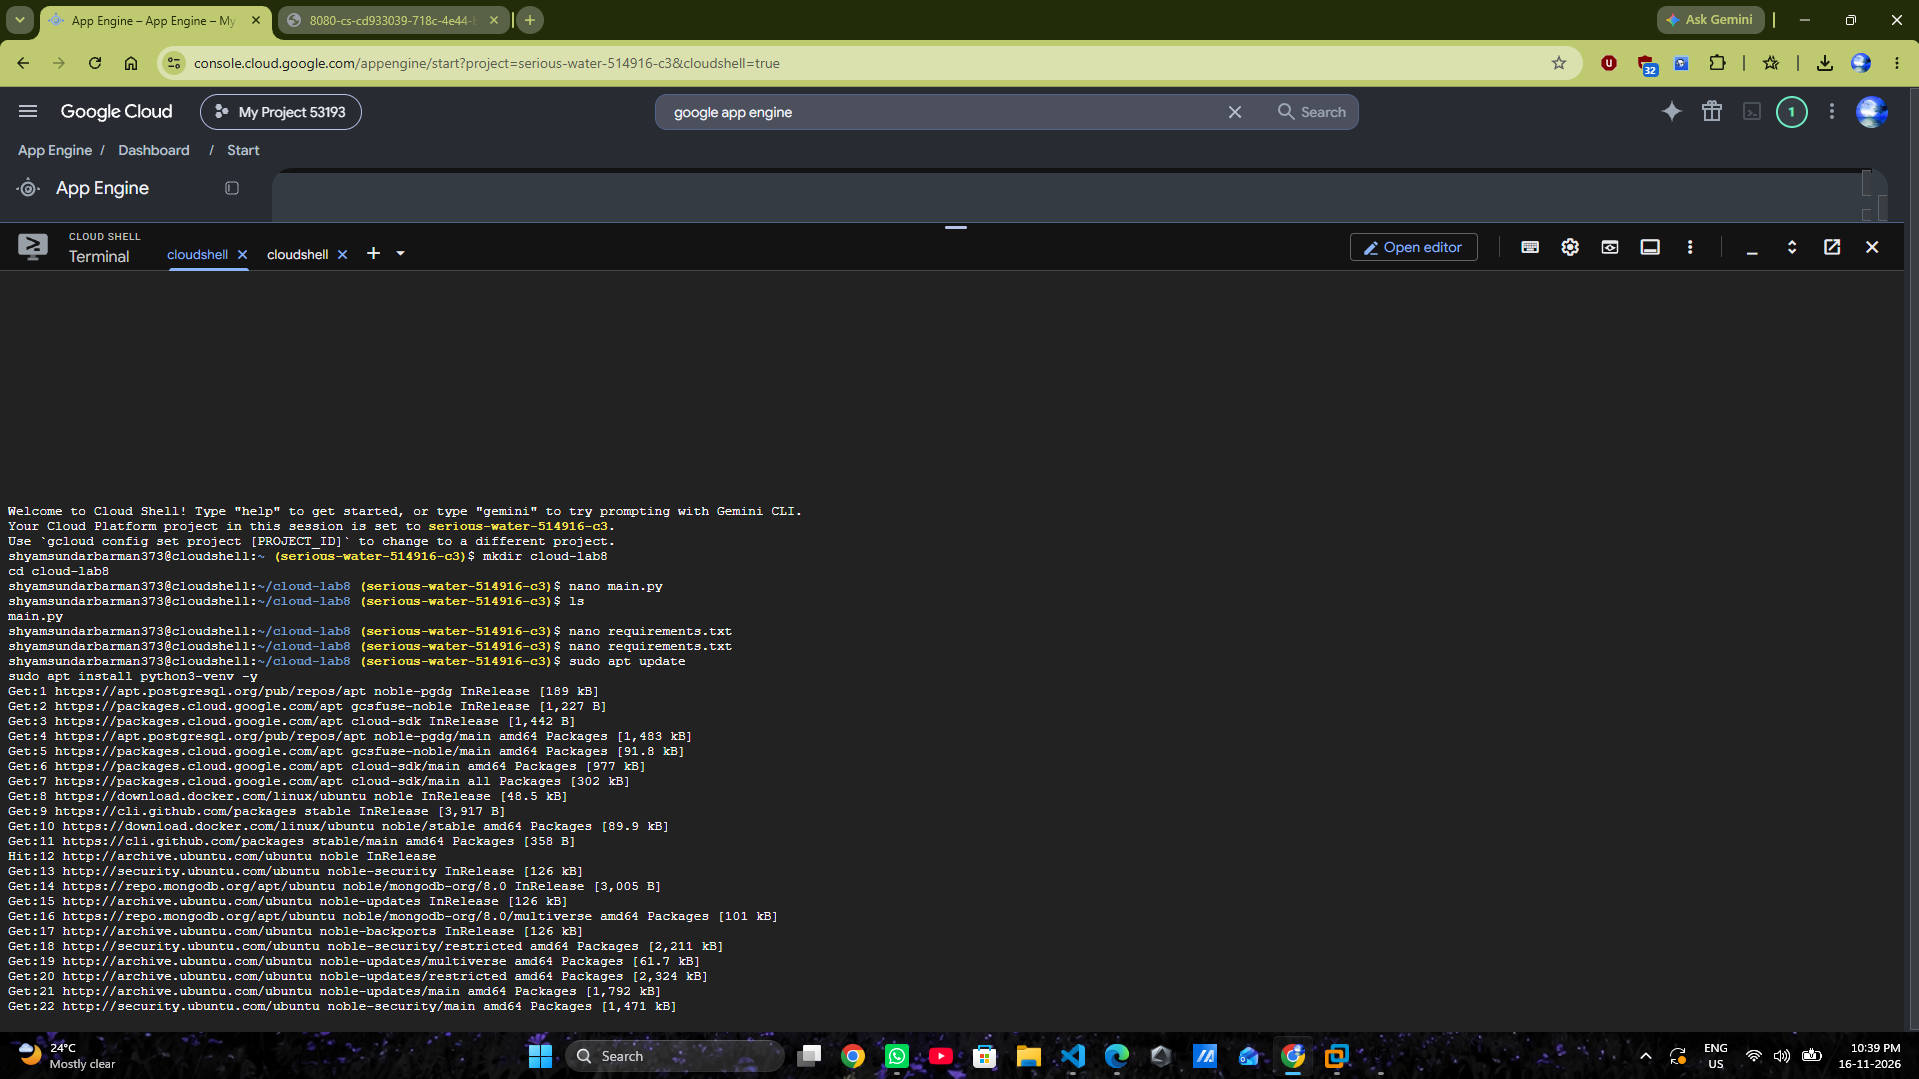 App Engine – App Engine – My
8080-cs-cd933039-718c-4e44-
Ask Gemini
console.cloud.google.com/appengine/start?project=serious-water-514916-c3&cloudshell=true
32
Google Cloud
My Project 53193
google app engine
Search
1
App Engine / Dashboard / Start
App Engine
CLOUD SHELL
Terminal
cloudshell
cloudshell
Open editor
Welcome to Cloud Shell! Type "help" to get started, or type "gemini" to try prompting with Gemini CLI.
Your Cloud Platform project in this session is set to serious-water-514916-c3.
Use `gcloud config set project [PROJECT_ID]` to change to a different project.
shyamsundarbarman373@cloudshell:~ (serious-water-514916-c3)$ mkdir cloud-lab8
cd cloud-lab8
shyamsundarbarman373@cloudshell:~/cloud-lab8 (serious-water-514916-c3)$ nano main.py
shyamsundarbarman373@cloudshell:~/cloud-lab8 (serious-water-514916-c3)$ ls
main.py
shyamsundarbarman373@cloudshell:~/cloud-lab8 (serious-water-514916-c3)$ nano requirements.txt
shyamsundarbarman373@cloudshell:~/cloud-lab8 (serious-water-514916-c3)$ nano requirements.txt
shyamsundarbarman373@cloudshell:~/cloud-lab8 (serious-water-514916-c3)$ sudo apt update
sudo apt install python3-venv -y
Get:1 https://apt.postgresql.org/pub/repos/apt noble-pgdg InRelease [189 kB]
Get:2 https://packages.cloud.google.com/apt gcsfuse-noble InRelease [1,227 B]
Get:3 https://packages.cloud.google.com/apt cloud-sdk InRelease [1,442 B]
Get:4 https://apt.postgresql.org/pub/repos/apt noble-pgdg/main amd64 Packages [1,483 kB]
Get:5 https://packages.cloud.google.com/apt gcsfuse-noble/main amd64 Packages [91.8 kB]
Get:6 https://packages.cloud.google.com/apt cloud-sdk/main amd64 Packages [977 kB]
Get:7 https://packages.cloud.google.com/apt cloud-sdk/main all Packages [302 kB]
Get:8 https://download.docker.com/linux/ubuntu noble InRelease [48.5 kB]
Get:9 https://cli.github.com/packages stable InRelease [3,917 B]
Get:10 https://download.docker.com/linux/ubuntu noble/stable amd64 Packages [89.9 kB]
Get:11 https://cli.github.com/packages stable/main amd64 Packages [358 B]
Hit:12 http://archive.ubuntu.com/ubuntu noble InRelease
Get:13 http://security.ubuntu.com/ubuntu noble-security InRelease [126 kB]
Get:14 https://repo.mongodb.org/apt/ubuntu noble/mongodb-org/8.0 InRelease [3,005 B]
Get:15 http://archive.ubuntu.com/ubuntu noble-updates InRelease [126 kB]
Get:16 https://repo.mongodb.org/apt/ubuntu noble/mongodb-org/8.0/multiverse amd64 Packages [101 kB]
Get:17 http://archive.ubuntu.com/ubuntu noble-backports InRelease [126 kB]
Get:18 http://security.ubuntu.com/ubuntu noble-security/restricted amd64 Packages [2,211 kB]
Get:19 http://archive.ubuntu.com/ubuntu noble-updates/multiverse amd64 Packages [61.7 kB]
Get:20 http://archive.ubuntu.com/ubuntu noble-updates/restricted amd64 Packages [2,324 kB]
Get:21 http://archive.ubuntu.com/ubuntu noble-updates/main amd64 Packages [1,792 kB]
Get:22 http://security.ubuntu.com/ubuntu noble-security/main amd64 Packages [1,471 kB]
24°C
Mostly clear
Search
ENG
US
10:39 PM
16-11-2026